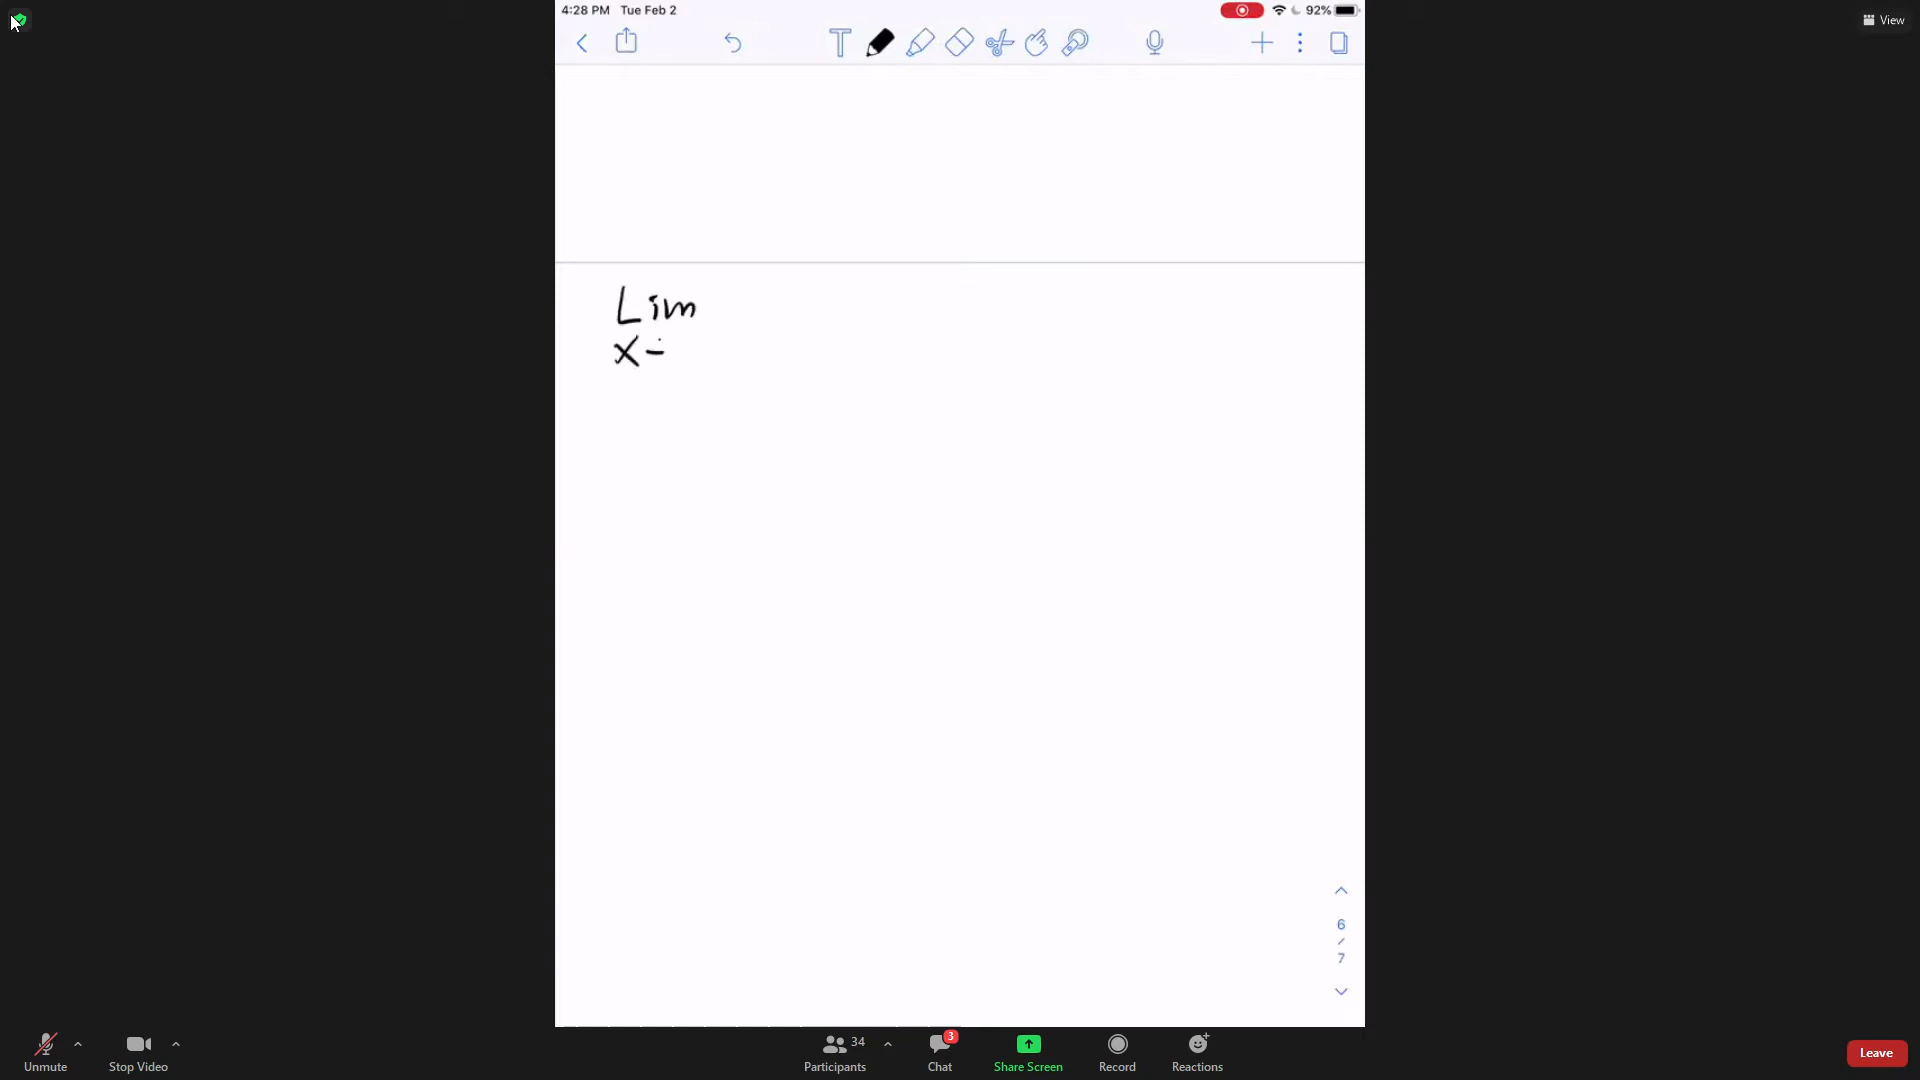 4:28 PM Tue Feb 2 92%
View
Lim
x -
6
/
7
Unmute Stop Video 34 Participants 3 Chat Share Screen Record Reactions Leave